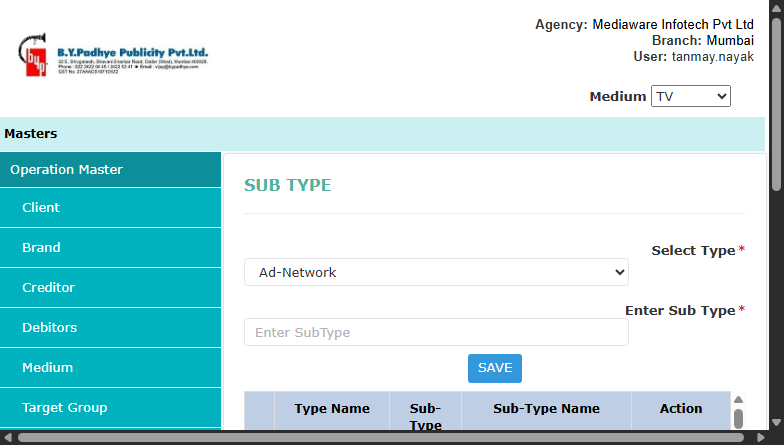 Agency: Mediaware Infotech Pvt Ltd
Branch: Mumbai
User: tanmay.nayak
B.Y.Padhye Publicity Pvt.Ltd.
Medium TV
Masters
Operation Master
Client
Brand
Creditor
Debitors
Medium
Target Group
SUB TYPE
Select Type *
Ad-Network
Enter Sub Type *
Enter SubType
SAVE
Type Name
Sub-
Type
Sub-Type Name
Action